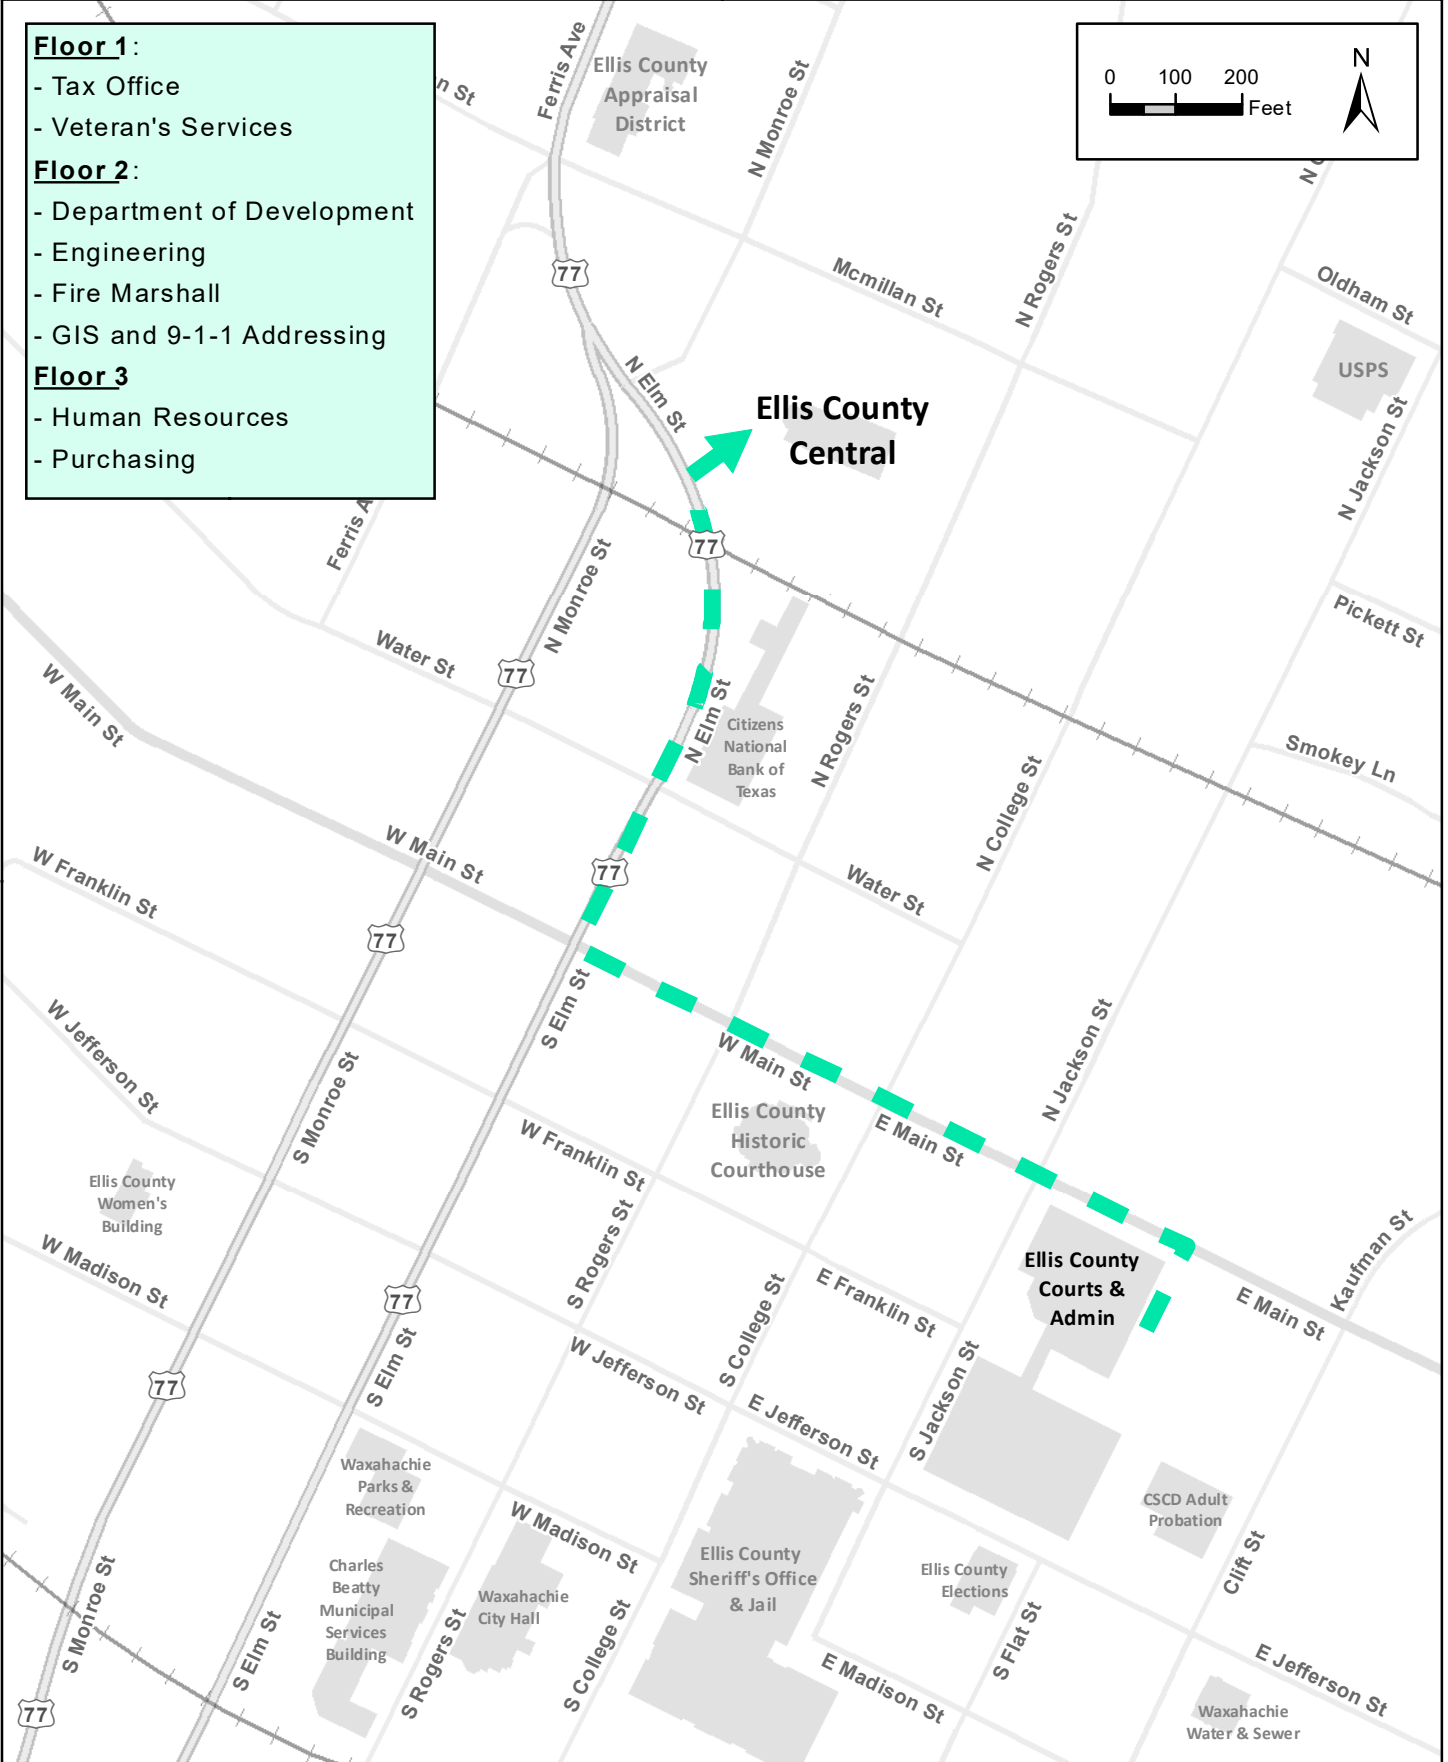 Floor 1:
- Tax Office
- Veteran's Services
Floor 2:
- Department of Development
- Engineering
- Fire Marshall
- GIS and 9-1-1 Addressing
Floor 3
- Human Resources
- Purchasing
0 100 200
Feet
N
Ferris Ave
Ellis County
Appraisal
District
N Monroe St
n St
N Rogers St
Mcmillan St
Oldham St
77
USPS
N Elm St
Ellis County
Central
N Jackson St
Ferris A
77
N Monroe St
Pickett St
Water St
77
W Main St
N Elm St
Citizens
National
Bank of
Texas
N Rogers St
N College St
Smokey Ln
W Main St
77
Water St
W Franklin St
77
S Elm St
W Main St
N Jackson St
W Jefferson St
S Monroe St
Ellis County
Historic
Courthouse
E Main St
W Franklin St
Ellis County
Women's
Building
S Rogers St
Ellis County
Courts &
Admin
Kaufman St
W Madison St
77
S College St
E Franklin St
E Main St
S Elm St
W Jefferson St
S Jackson St
77
E Jefferson St
Waxahachie
Parks &
Recreation
W Madison St
CSCD Adult
Probation
Ellis County
Sheriff's Office
& Jail
Ellis County
Elections
Clift St
Charles
Beatty
Municipal
Services
Building
Waxahachie
City Hall
S Monroe St
S Elm St
S Rogers St
S College St
S Flat St
E Madison St
E Jefferson St
77
Waxahachie
Water & Sewer